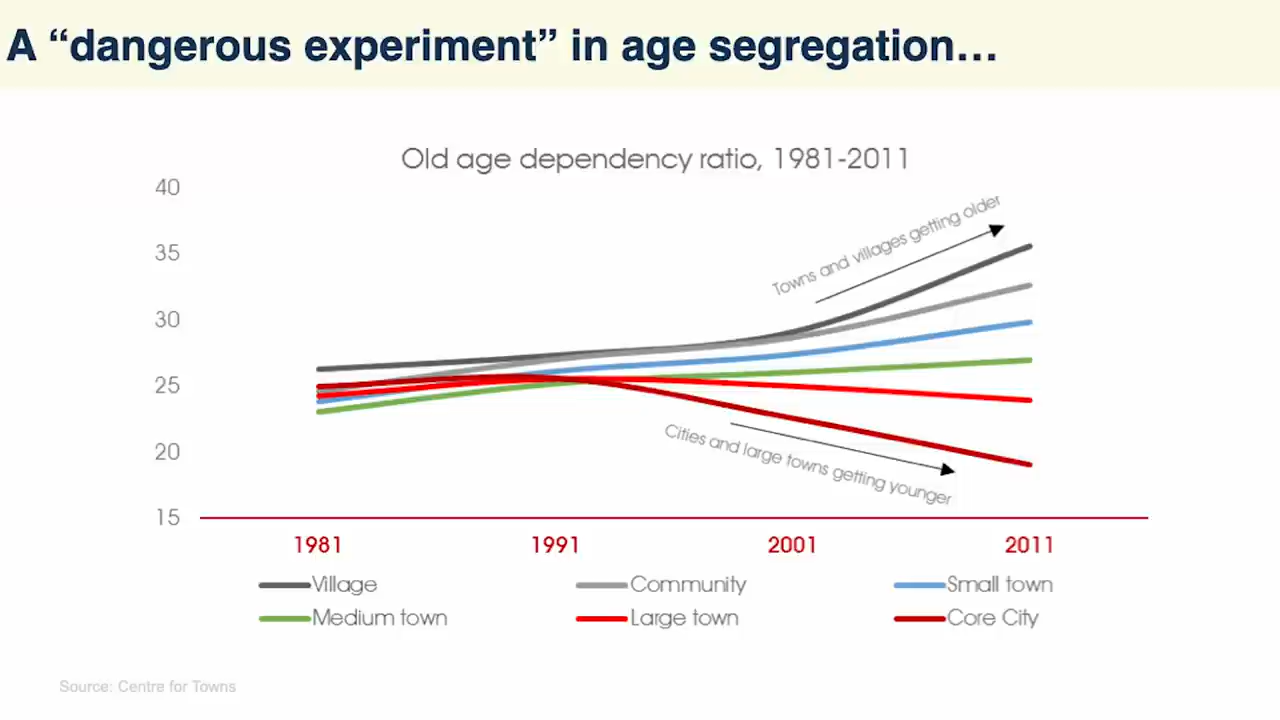 A “dangerous experiment” in age segregation…
Old age dependency ratio, 1981-2011
40
35
30
25
20
15
Towns and villages getting older
Cities and large towns getting younger
1981 1991 2001 2011
Village Community Small town
Medium town Large town Core City
Source: Centre for Towns